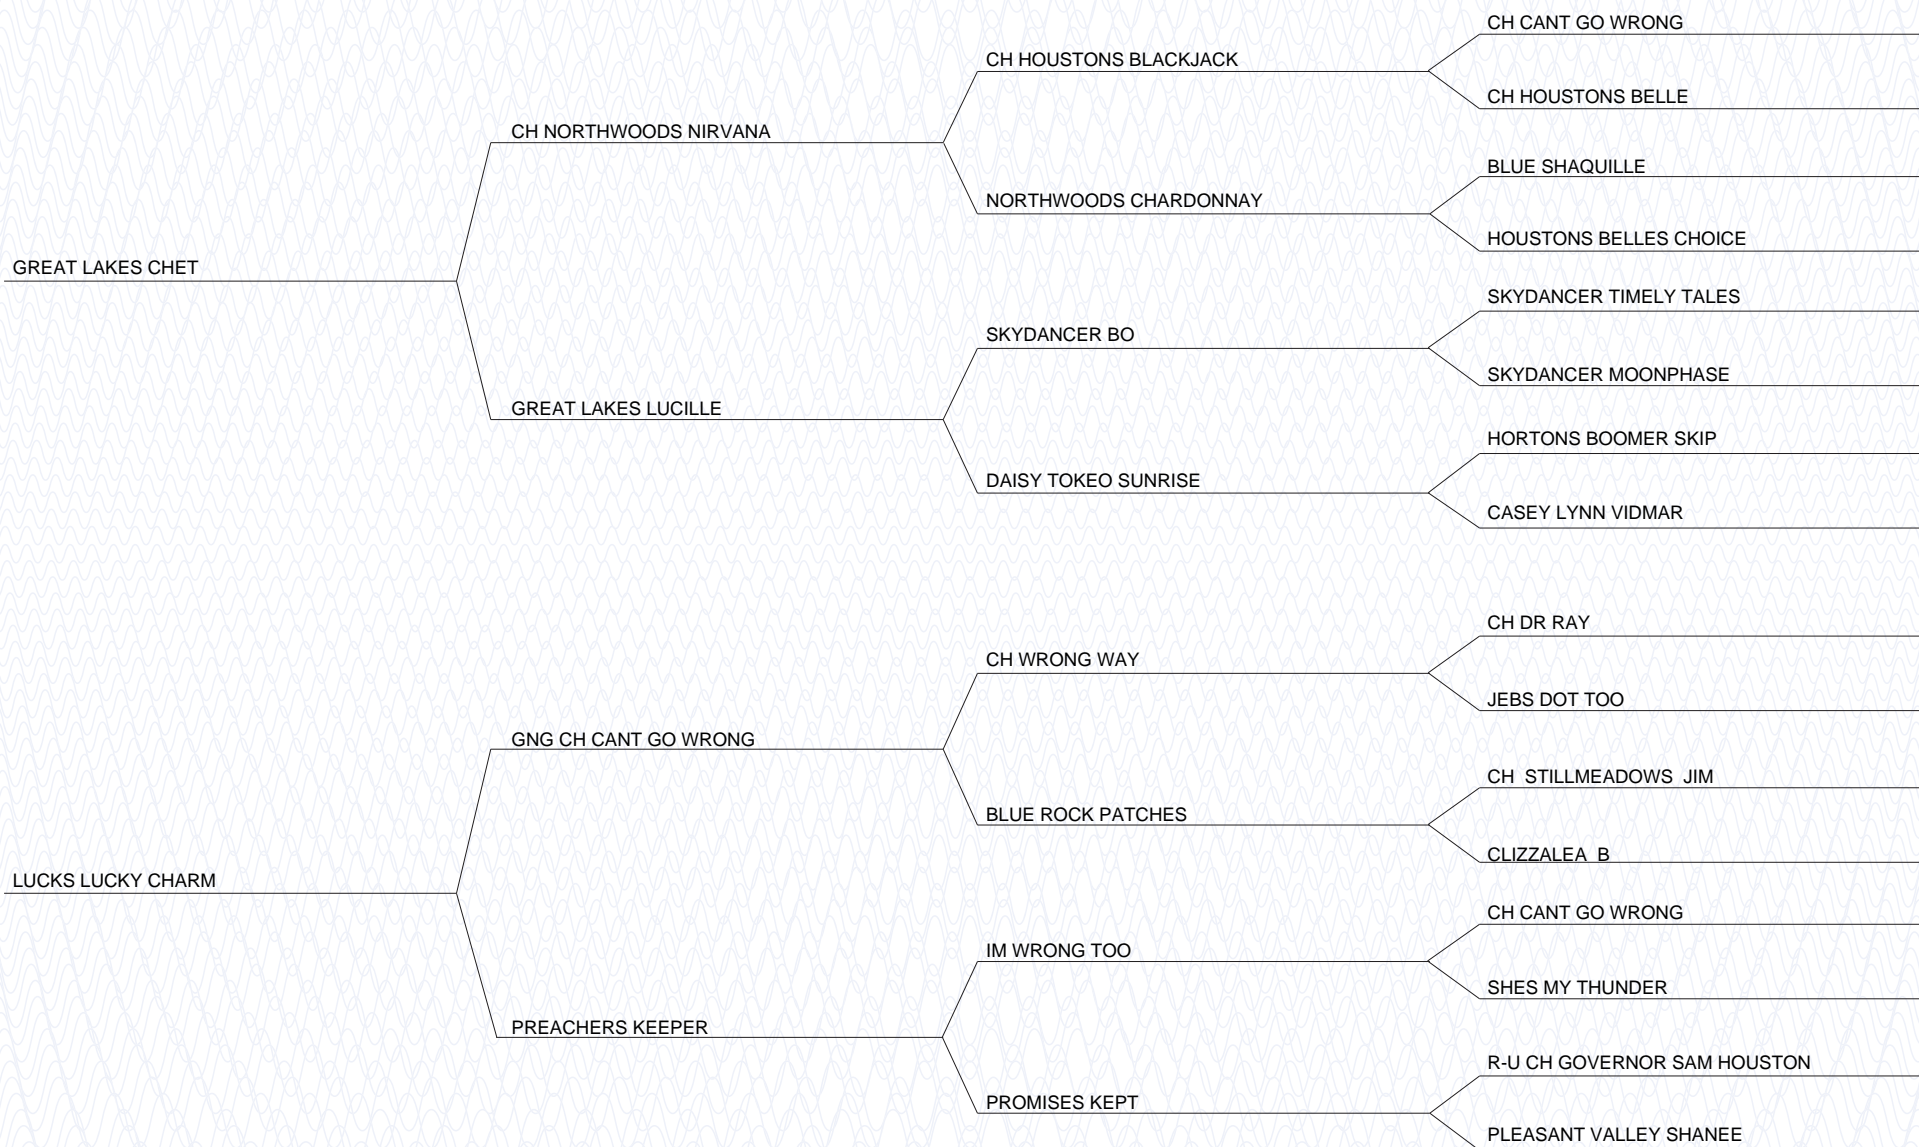 CH CANT GO WRONG
CH HOUSTONS BLACKJACK
CH HOUSTONS BELLE
CH NORTHWOODS NIRVANA
BLUE SHAQUILLE
NORTHWOODS CHARDONNAY
HOUSTONS BELLES CHOICE
GREAT LAKES CHET
SKYDANCER TIMELY TALES
SKYDANCER BO
SKYDANCER MOONPHASE
GREAT LAKES LUCILLE
HORTONS BOOMER SKIP
DAISY TOKEO SUNRISE
CASEY LYNN VIDMAR
CH DR RAY
CH WRONG WAY
JEBS DOT TOO
GNG CH CANT GO WRONG
CH  STILLMEADOWS  JIM
BLUE ROCK PATCHES
CLIZZALEA  B
LUCKS LUCKY CHARM
CH CANT GO WRONG
IM WRONG TOO
SHES MY THUNDER
PREACHERS KEEPER
R-U CH GOVERNOR SAM HOUSTON
PROMISES KEPT
PLEASANT VALLEY SHANEE